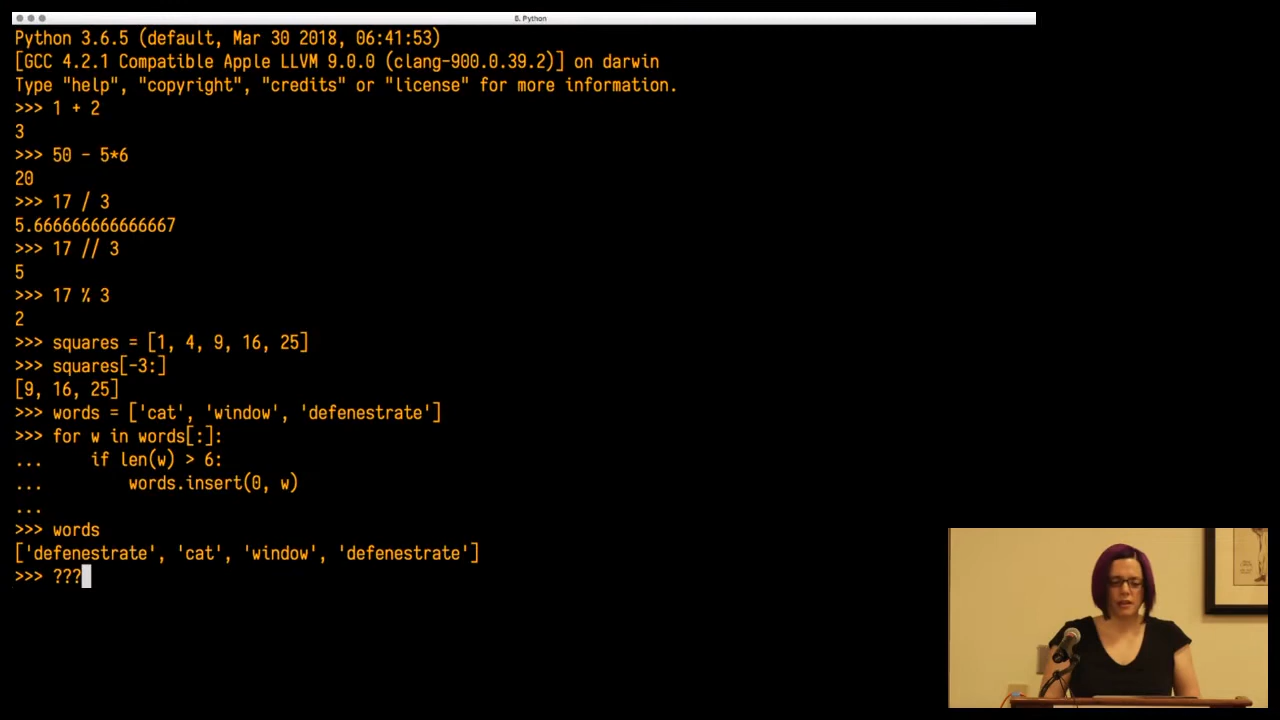 5. Python
Python 3.6.5 (default, Mar 30 2018, 06:41:53)
[GCC 4.2.1 Compatible Apple LLVM 9.0.0 (clang-900.0.39.2)] on darwin
Type "help", "copyright", "credits" or "license" for more information.
>>> 1 + 2
3
>>> 50 - 5*6
20
>>> 17 / 3
5.666666666666667
>>> 17 // 3
5
>>> 17 % 3
2
>>> squares = [1, 4, 9, 16, 25]
>>> squares[-3:]
[9, 16, 25]
>>> words = ['cat', 'window', 'defenestrate']
>>> for w in words[:]:
...     if len(w) > 6:
...         words.insert(0, w)
...
>>> words
['defenestrate', 'cat', 'window', 'defenestrate']
>>> ???